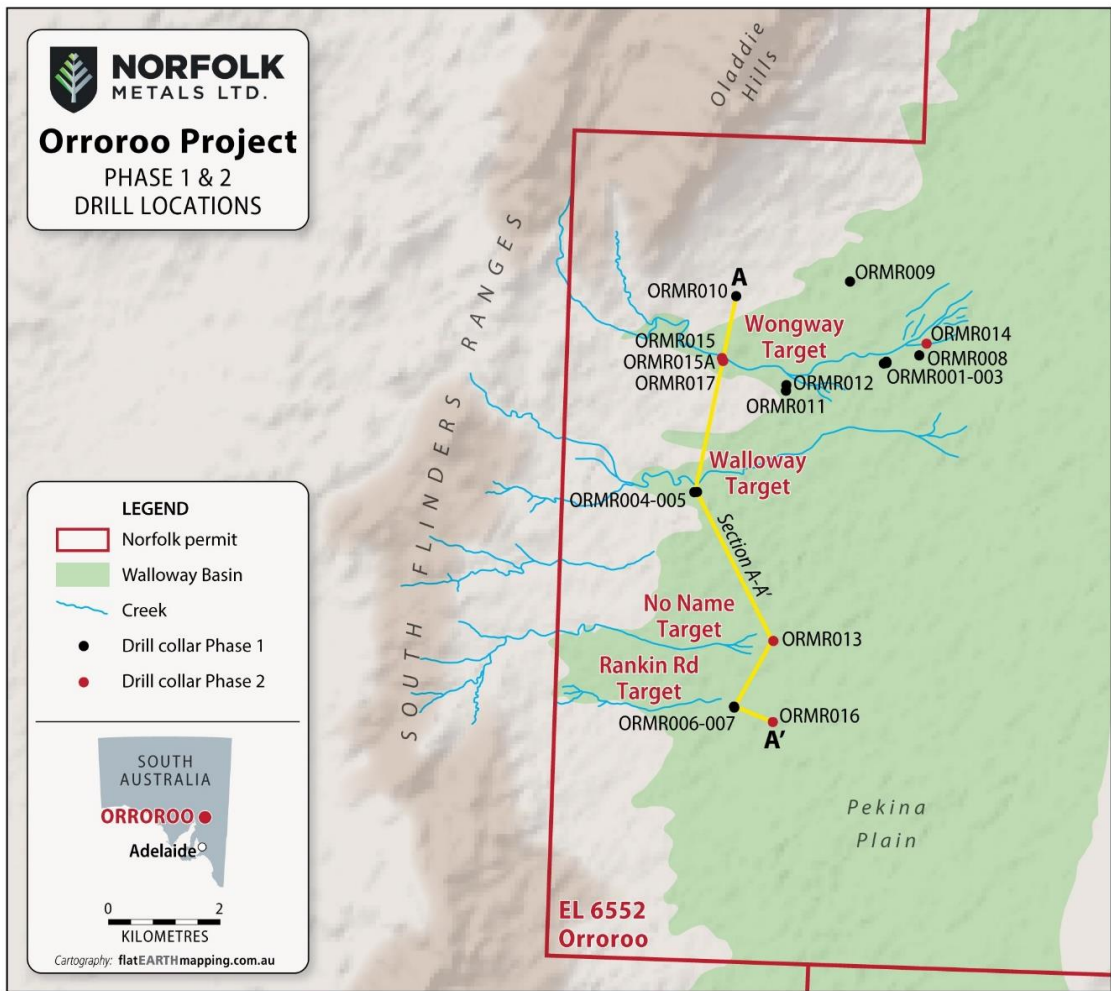 NORFOLK
METALS LTD.
Orroroo Project
PHASE 1 & 2
DRILL LOCATIONS
Oladdie
Hills
SOUTH FLINDERS RANGES
A
ORMR010
ORMR009
Wongway
Target
ORMR015
ORMR015A
ORMR017
ORMR014
ORMR008
ORMR001-003
ORMR012
ORMR011
Walloway
Target
ORMR004-005
Section A-A'
No Name
Target
ORMR013
Rankin Rd
Target
ORMR006-007
ORMR016
A'
Pekina
Plain
EL 6552
Orroroo
LEGEND
Norfolk permit
Walloway Basin
Creek
Drill collar Phase 1
Drill collar Phase 2
SOUTH
AUSTRALIA
ORROROO
Adelaide
0 2
KILOMETRES
Cartography: flatEARTHmapping.com.au